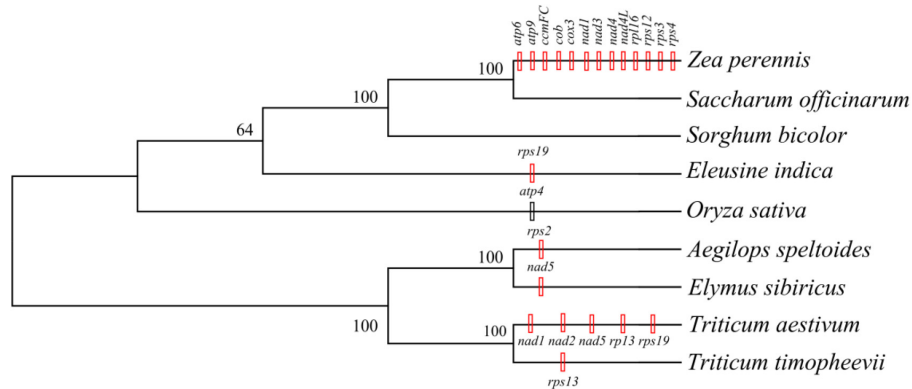 atp6 atp9 ccmFC cob cox3 nad1 nad3 nad4 nad4L rpl16 rps12 rps3 rps4
Zea perennis
100
Saccharum officinarum
100
Sorghum bicolor
64
rps19
Eleusine indica
atp4
Oryza sativa
rps2
Aegilops speltoides
100
nad5
Elymus sibiricus
100
Triticum aestivum
100
nad1 nad2 nad5 rp13 rps19
Triticum timopheevii
rps13